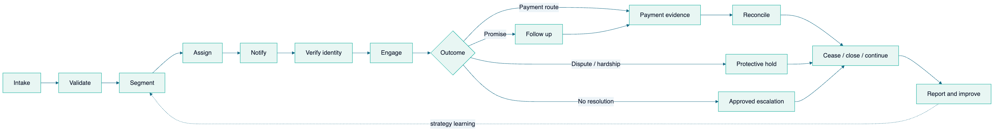 Intake
Validate
Segment
Assign
Notify
Verify identity
Engage
Outcome
Payment route
Promise
Follow up
Payment evidence
Reconcile
Dispute / hardship
Protective hold
No resolution
Approved escalation
Cease / close / continue
Report and improve
strategy learning